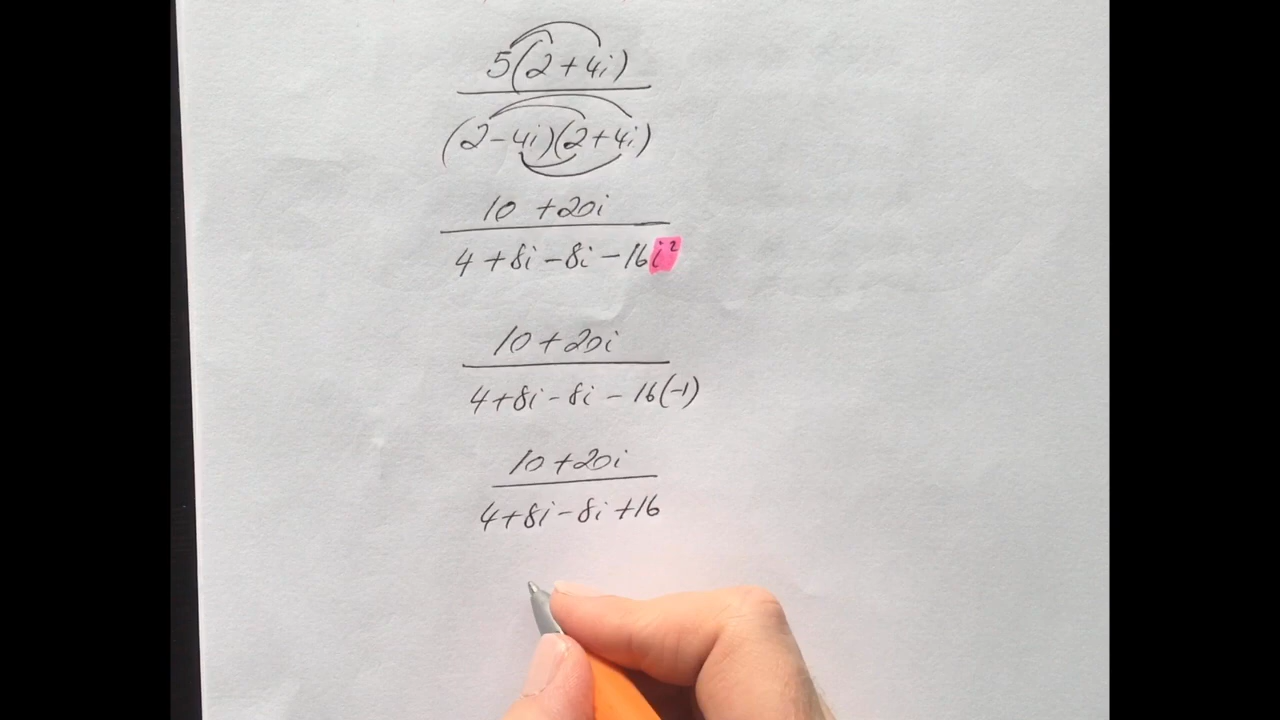 5(2+4i)
(2-4i)(2+4i)
10 +20i
4 +8i -8i -16i²
10 +20i
4+8i-8i-16(-1)
10+20i
4+8i-8i+16